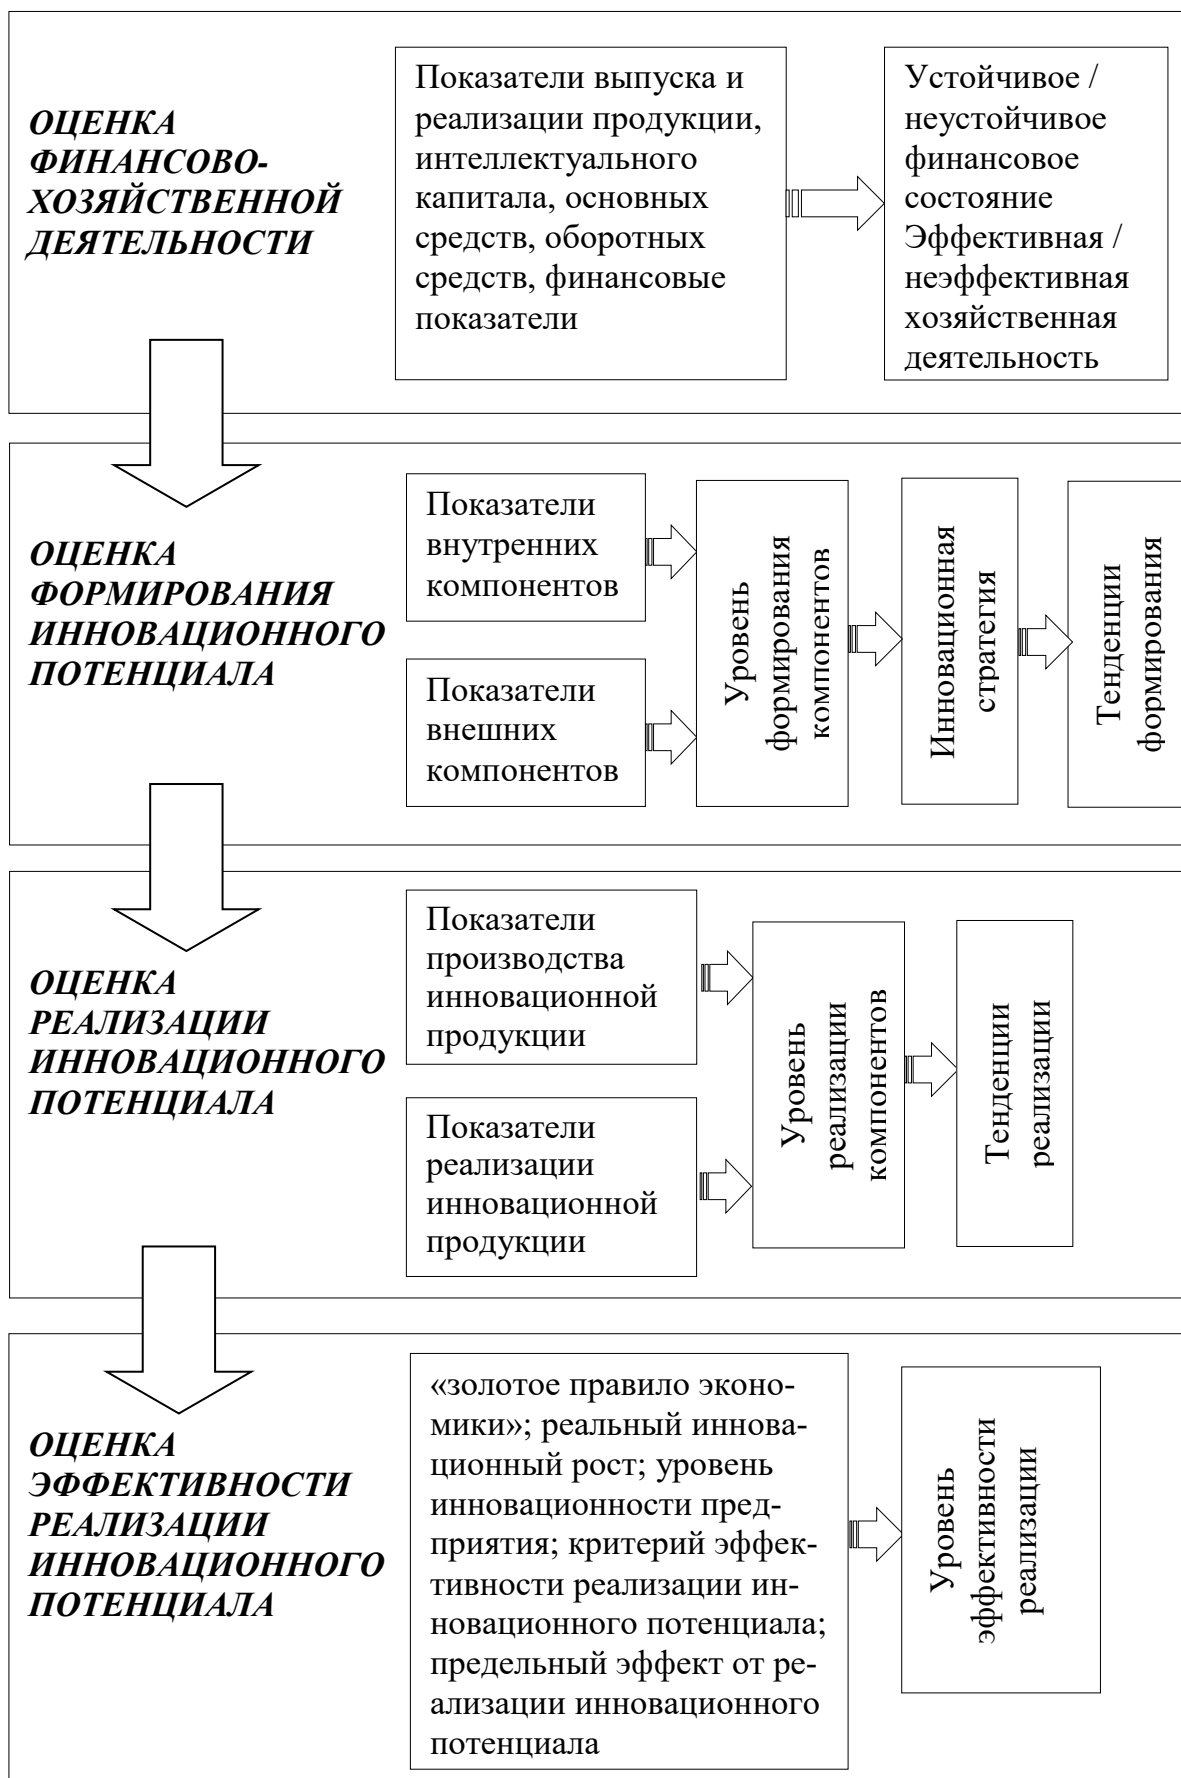 ОЦЕНКА
ФИНАНСОВО-
ХОЗЯЙСТВЕННОЙ
ДЕЯТЕЛЬНОСТИ
Показатели выпуска и
реализации продукции,
интеллектуального
капитала, основных
средств, оборотных
средств, финансовые
показатели
Устойчивое /
неустойчивое
финансовое
состояние
Эффективная /
неэффективная
хозяйственная
деятельность
ОЦЕНКА
ФОРМИРОВАНИЯ
ИННОВАЦИОННОГО
ПОТЕНЦИАЛА
Показатели
внутренних
компонентов
Показатели
внешних
компонентов
Уровень
формирования
компонентов
Инновационная
стратегия
Тенденции
формирования
ОЦЕНКА
РЕАЛИЗАЦИИ
ИННОВАЦИОННОГО
ПОТЕНЦИАЛА
Показатели
производства
инновационной
продукции
Показатели
реализации
инновационной
продукции
Уровень
реализации
компонентов
Тенденции
реализации
ОЦЕНКА
ЭФФЕКТИВНОСТИ
РЕАЛИЗАЦИИ
ИННОВАЦИОННОГО
ПОТЕНЦИАЛА
«золотое правило эконо-
мики»; реальный иннова-
ционный рост; уровень
инновационности пред-
приятия; критерий эффек-
тивности реализации ин-
новационного потенциала;
предельный эффект от ре-
ализации инновационного
потенциала
Уровень
эффективности
реализации